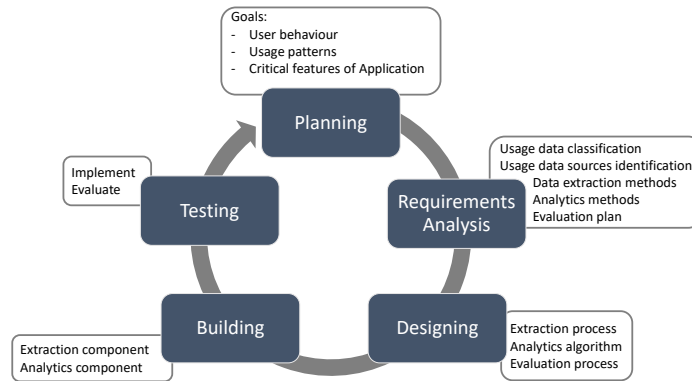 Goals:
- User behaviour
- Usage patterns
- Critical features of Application
Planning
Usage data classification
Usage data sources identification
Data extraction methods
Analytics methods
Evaluation plan
Requirements
Analysis
Implement
Evaluate
Testing
Designing
Extraction process
Analytics algorithm
Evaluation process
Building
Extraction component
Analytics component